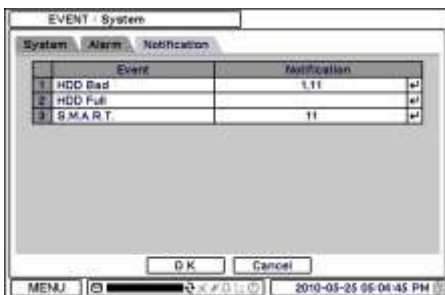 EVENT : System
System Alarm Notification
Event Notification
1 HDD Bad 1,11
2 HDD Full
3 S.M.A.R.T. 11
OK Cancel
MENU 2010-05-25 05:04:45 PM